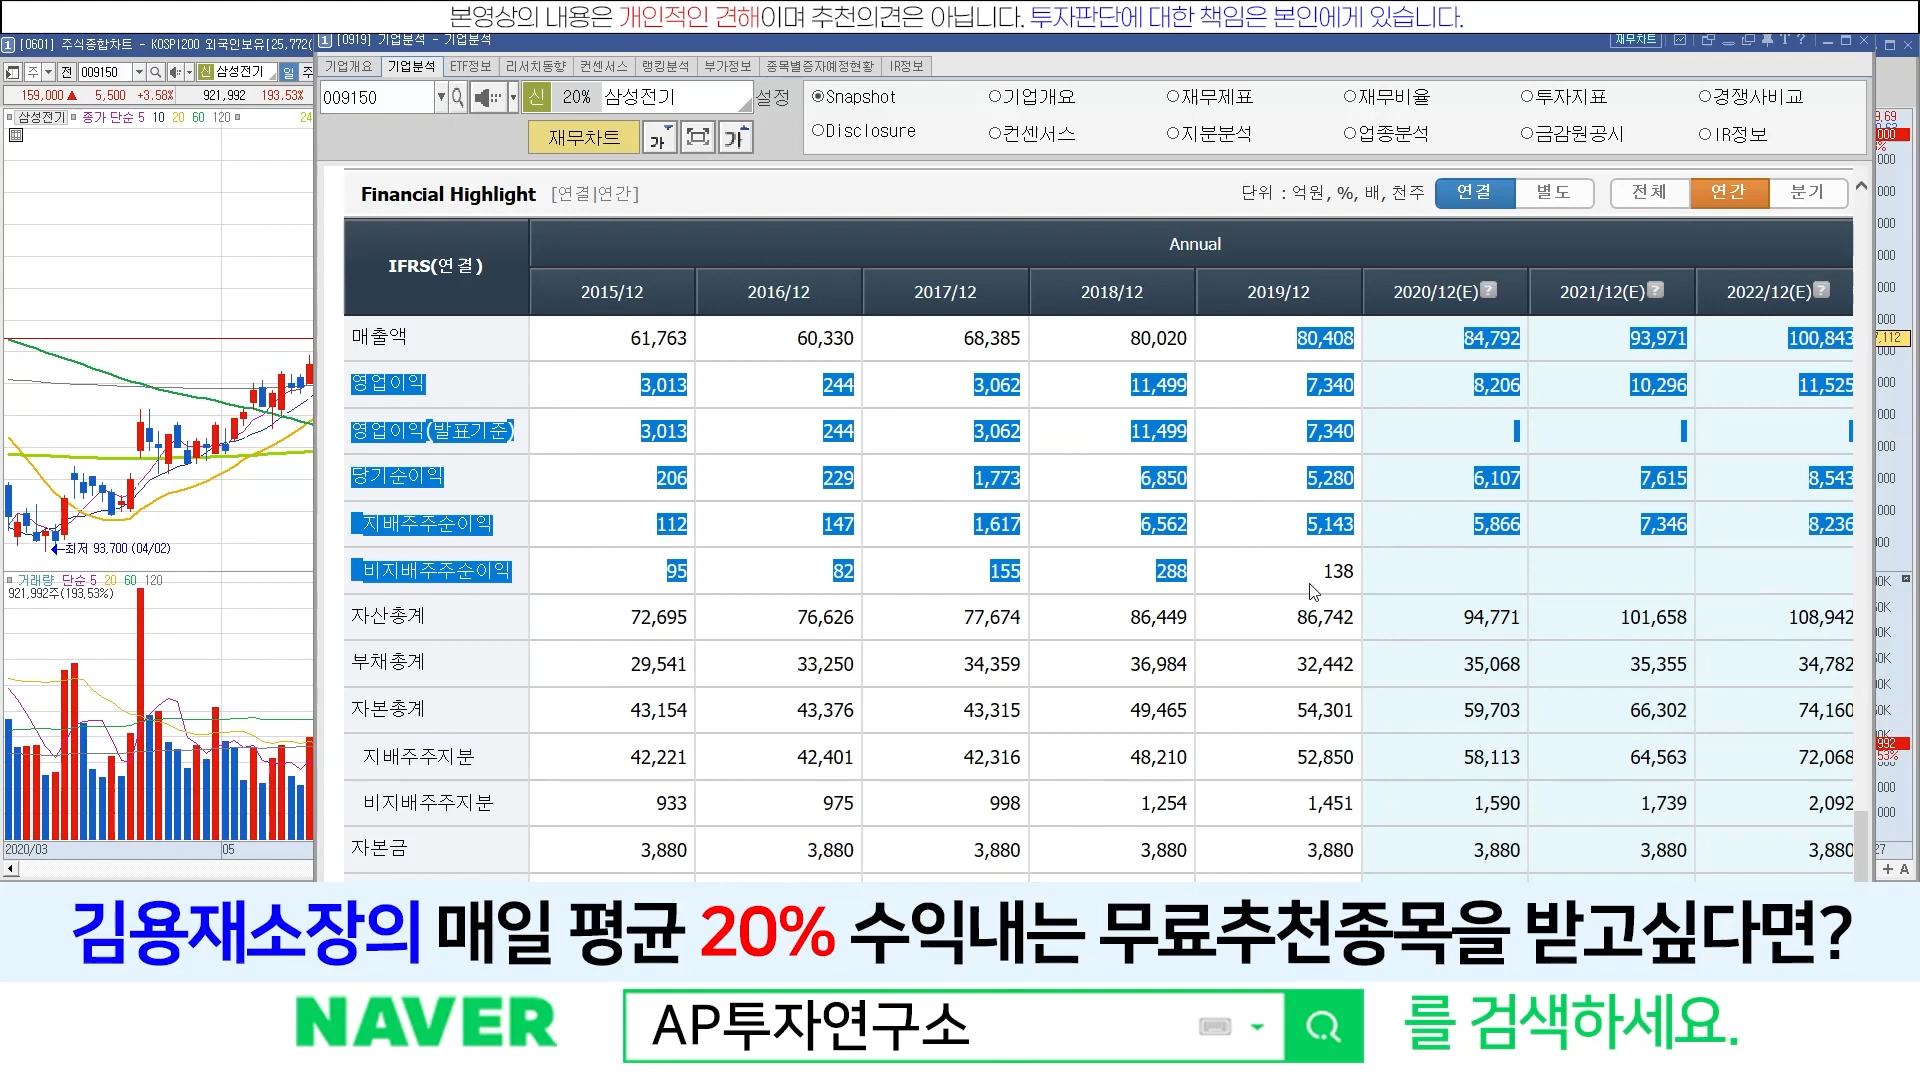 본영상의 내용은 개인적인 견해이며 추천의견은 아닙니다. 투자판단에 대한 책임은 본인에게 있습니다.
1 [0601] 주식종합차트 - KOSPI200 외국인보유[25,772(
1 [0919] 기업분석 - 기업분석
재무차트
기업개요 기업분석 ETF정보 리서치동향 컨센서스 랭킹분석 부가정보 종목별증자예정현황 IR정보
주 전 009150 신 삼성전기 일 주
159,000 ▲ 5,500 +3.58% 921,992 193.53%
삼성전기 종가 단순 5 10 20 60 120
009150 신 20% 삼성전기 설정
재무차트 가 가
Snapshot 기업개요 재무제표 재무비율 투자지표 경쟁사비교
Disclosure 컨센서스 지분분석 업종분석 금감원공시 IR정보
Financial Highlight [연결|연간]
단위 : 억원, %, 배, 천주 연결 별도 전체 연간 분기
IFRS(연결) Annual
2015/12 2016/12 2017/12 2018/12 2019/12 2020/12(E) 2021/12(E) 2022/12(E)
매출액 61,763 60,330 68,385 80,020 80,408 84,792 93,971 100,843
영업이익 3,013 244 3,062 11,499 7,340 8,206 10,296 11,525
영업이익(발표기준) 3,013 244 3,062 11,499 7,340
당기순이익 206 229 1,773 6,850 5,280 6,107 7,615 8,543
지배주주순이익 112 147 1,617 6,562 5,143 5,866 7,346 8,236
비지배주주순이익 95 82 155 288 138
자산총계 72,695 76,626 77,674 86,449 86,742 94,771 101,658 108,942
부채총계 29,541 33,250 34,359 36,984 32,442 35,068 35,355 34,782
자본총계 43,154 43,376 43,315 49,465 54,301 59,703 66,302 74,160
지배주주지분 42,221 42,401 42,316 48,210 52,850 58,113 64,563 72,068
비지배주주지분 933 975 998 1,254 1,451 1,590 1,739 2,092
자본금 3,880 3,880 3,880 3,880 3,880 3,880 3,880 3,880
최저 93,700 (04/02)
거래량 단순 5 20 60 120
921,992주(193.53%)
2020/03 05
김용재소장의 매일 평균 20% 수익내는 무료추천종목을 받고싶다면?
NAVER AP투자연구소 를 검색하세요.